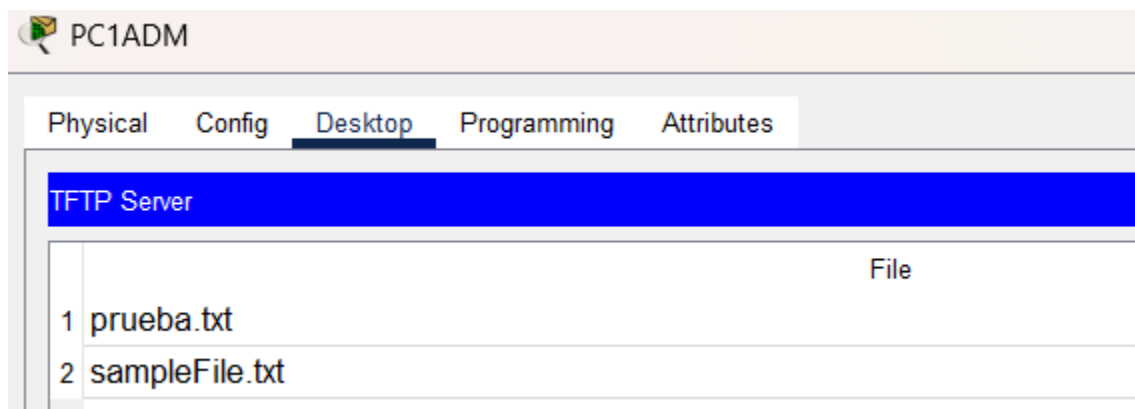 PC1ADM
Physical Config Desktop Programming Attributes
TFTP Server
File
1 prueba.txt
2 sampleFile.txt